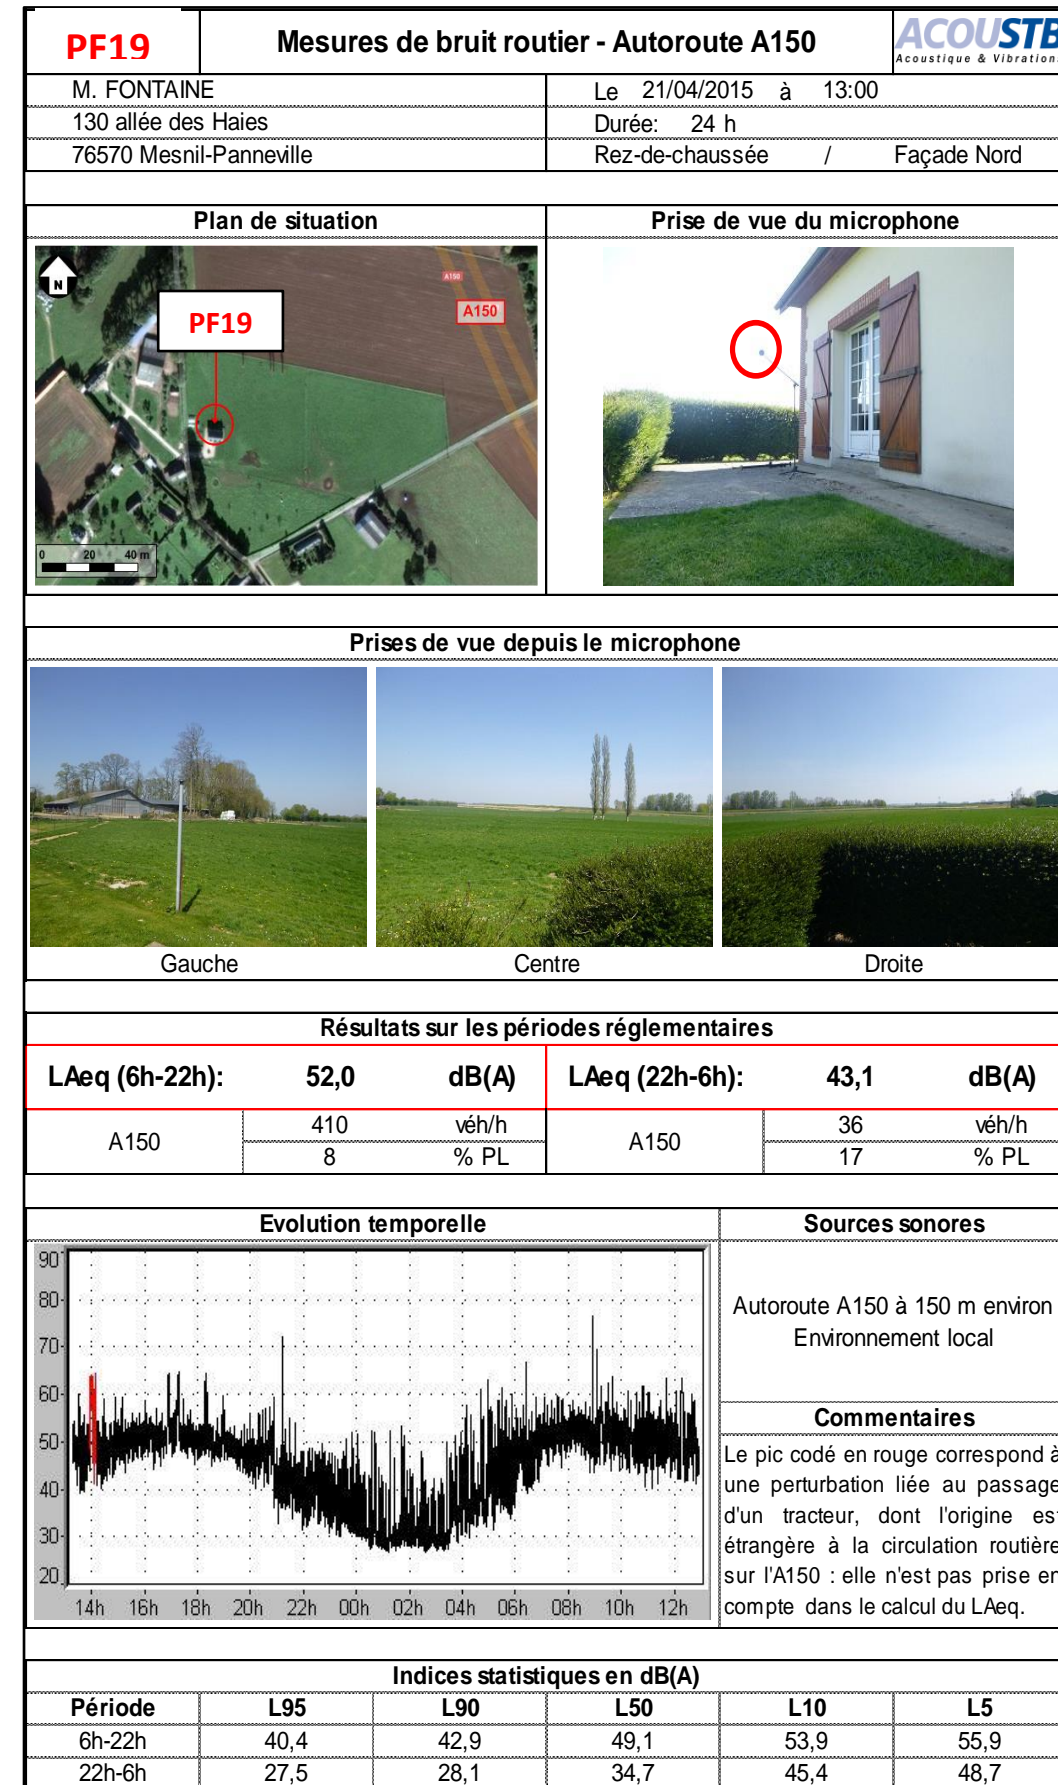 PF19
Mesures de bruit routier - Autoroute A150
ACOUSTB
Acoustique & Vibration
M. FONTAINE
Le 21/04/2015 à 13:00
130 allée des Haies
Durée: 24 h
76570 Mesnil-Panneville
Rez-de-chaussée / Façade Nord
Plan de situation
Prise de vue du microphone
N
A150
A150
PF19
0 20 40 m
Prises de vue depuis le microphone
Gauche
Centre
Droite
Résultats sur les périodes réglementaires
LAeq (6h-22h): 52,0 dB(A)
LAeq (22h-6h): 43,1 dB(A)
A150
410 véh/h
8 % PL
A150
36 véh/h
17 % PL
Evolution temporelle
90
80
70
60
50
40
30
20
14h 16h 18h 20h 22h 00h 02h 04h 06h 08h 10h 12h
Sources sonores
Autoroute A150 à 150 m environ
Environnement local
Commentaires
Le pic codé en rouge correspond à
une perturbation liée au passage
d'un tracteur, dont l'origine est
étrangère à la circulation routière
sur l'A150 : elle n'est pas prise en
compte dans le calcul du LAeq.
Indices statistiques en dB(A)
Période L95 L90 L50 L10 L5
6h-22h 40,4 42,9 49,1 53,9 55,9
22h-6h 27,5 28,1 34,7 45,4 48,7